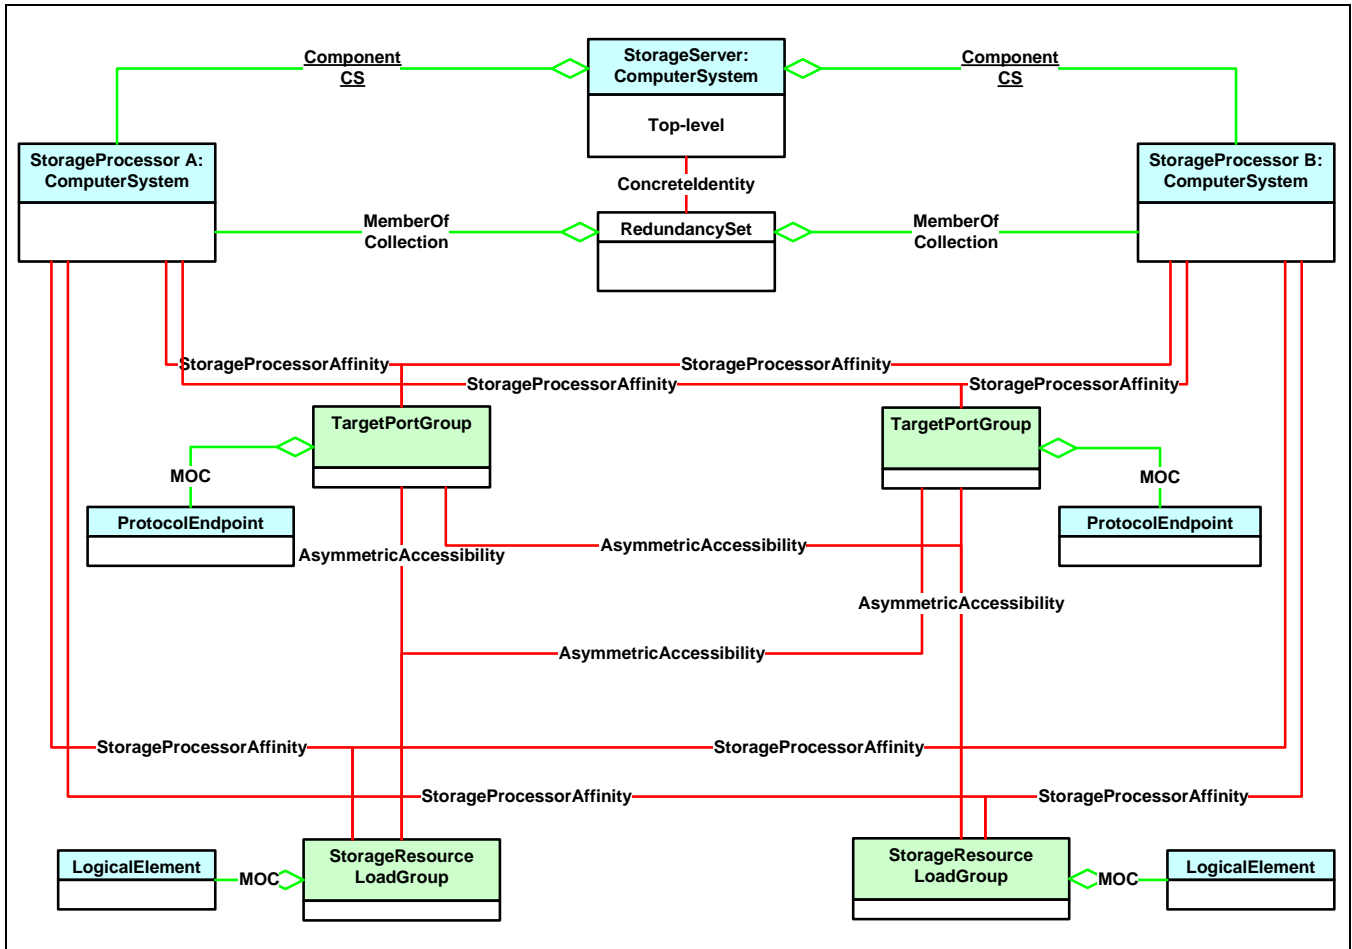 Component
CS
StorageServer:
ComputerSystem
Component
CS
Top-level
StorageProcessor A:
ComputerSystem
StorageProcessor B:
ComputerSystem
ConcreteIdentity
MemberOf
Collection
RedundancySet
MemberOf
Collection
StorageProcessorAffinity
StorageProcessorAffinity
StorageProcessorAffinity
StorageProcessorAffinity
TargetPortGroup
TargetPortGroup
MOC
MOC
ProtocolEndpoint
ProtocolEndpoint
AsymmetricAccessibility
AsymmetricAccessibility
AsymmetricAccessibility
AsymmetricAccessibility
StorageProcessorAffinity
StorageProcessorAffinity
StorageProcessorAffinity
StorageProcessorAffinity
StorageResource
LoadGroup
StorageResource
LoadGroup
LogicalElement
MOC
MOC
LogicalElement